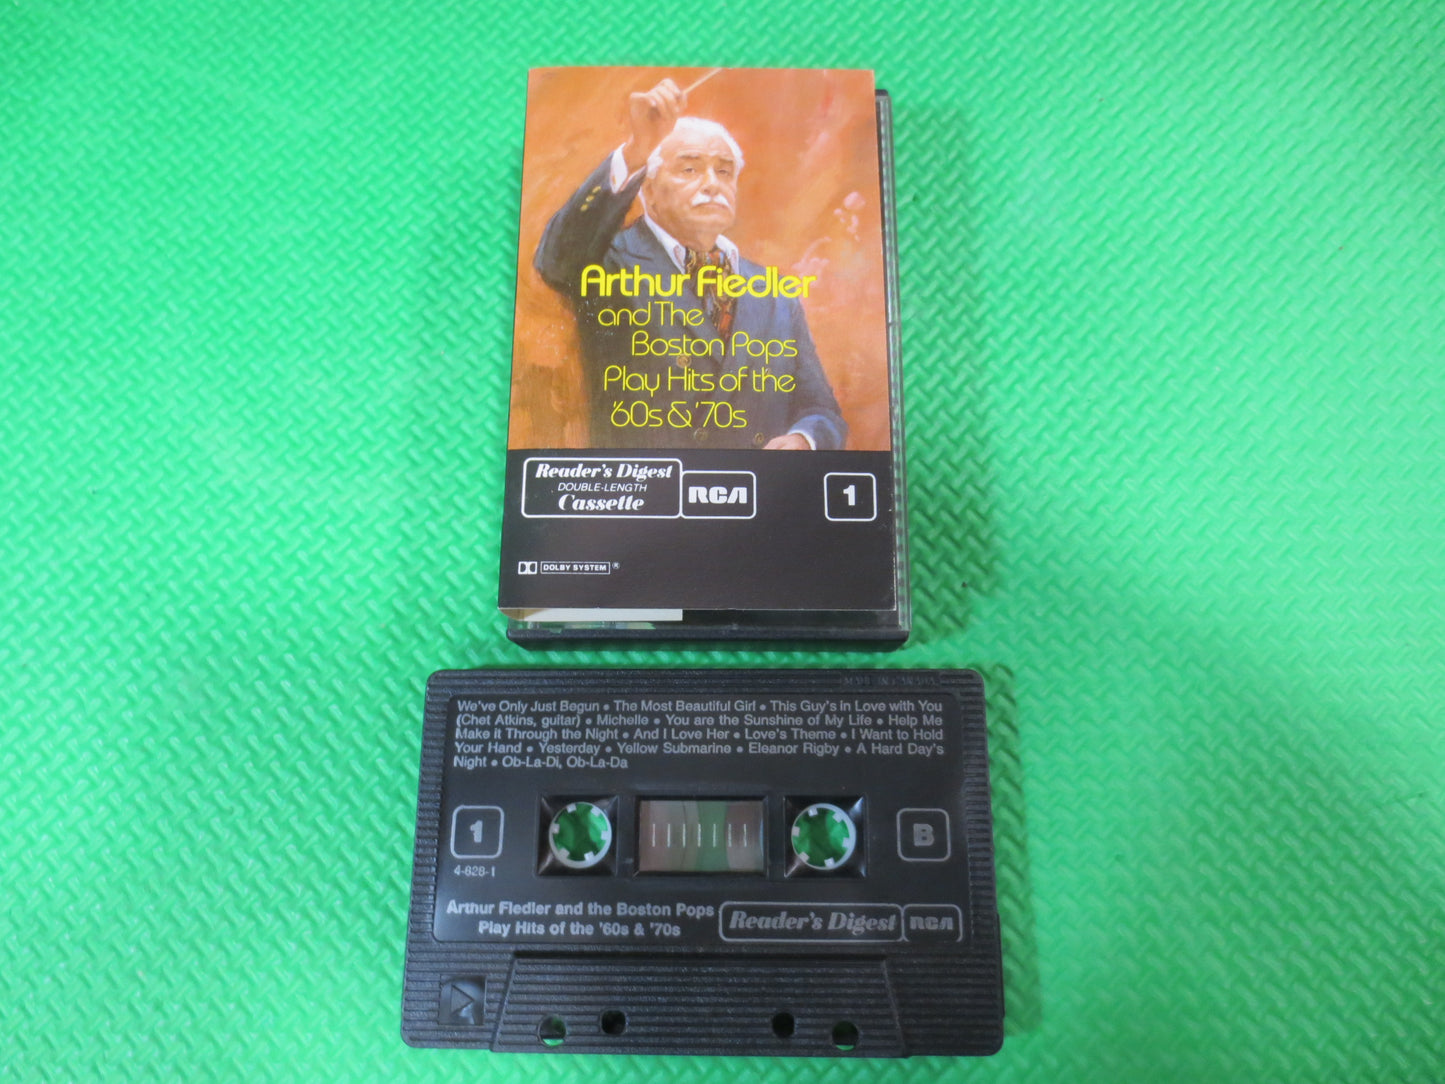 Arthur Fiedler
and The
Boston Pops
Play Hits of the
'60s & '70s
Reader's Digest
DOUBLE-LENGTH
Cassette
RCA
1
DOLBY SYSTEM ®
MADE IN CANADA
We've Only Just Begun • The Most Beautiful Girl • This Guy's in Love with You
(Chet Atkins, guitar) • Michelle • You are the Sunshine of My Life • Help Me
Make it Through the Night • And I Love Her • Love's Theme • I Want to Hold
Your Hand • Yesterday • Yellow Submarine • Eleanor Rigby • A Hard Day's
Night • Ob-La-Di, Ob-La-Da
1
B
4-628-1
Arthur Fiedler and the Boston Pops
Play Hits of the '60s & '70s
Reader's Digest
RCA